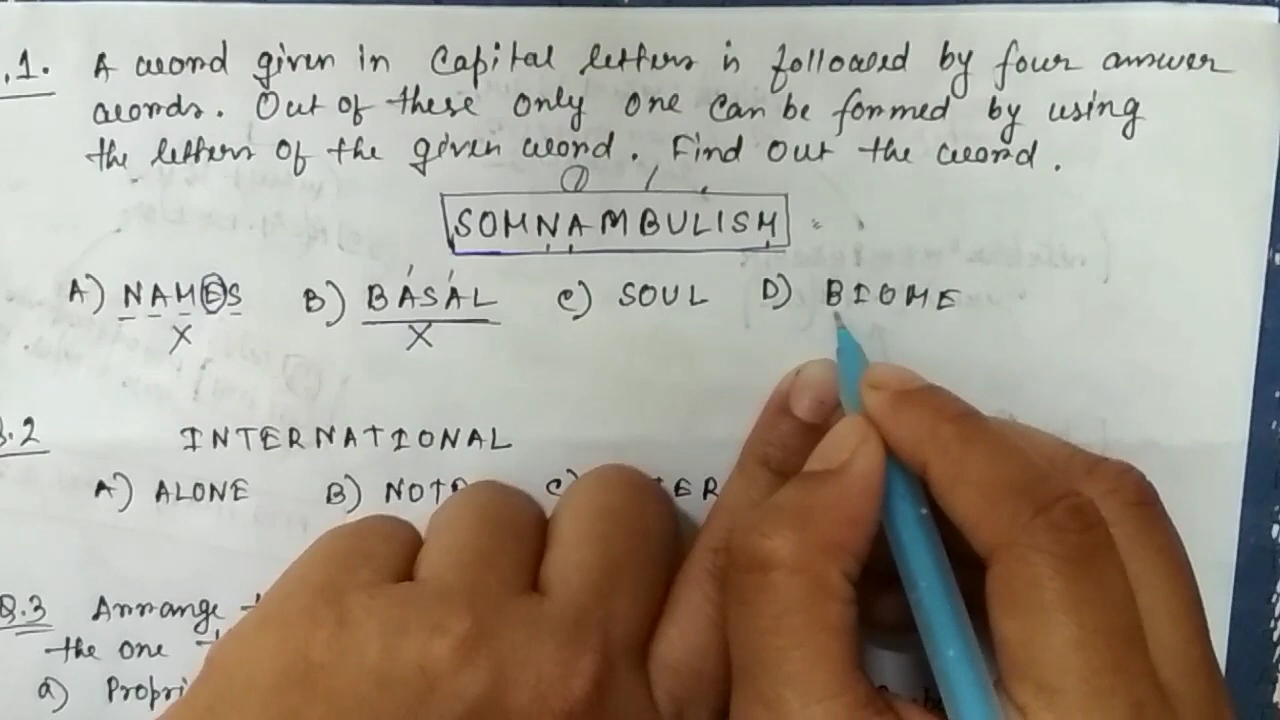 .1. A word given in Capital letters is followed by four answer
words. Out of these only one can be formed by using
the letters of the given word. Find out the word.
SOMNAMBULISM
A) NAMES B) BASAL C) SOUL D) BIOME
X X
.2 INTERNATIONAL
A) ALONE B) NOTE C)
Q.3 Arrange
the one
a) Propri